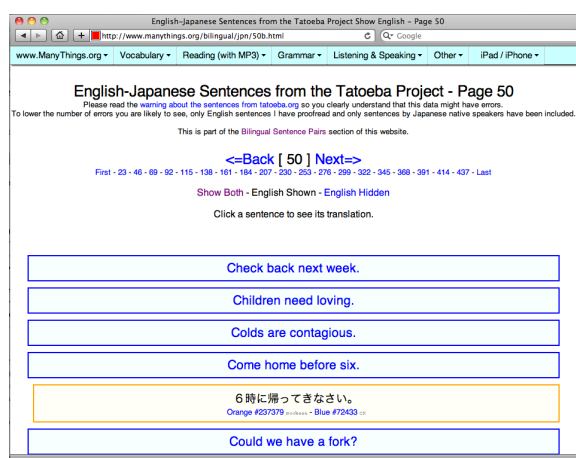 English-Japanese Sentences from the Tatoeba Project Show English - Page 50
http://www.manythings.org/bilingual/jpn/50b.html
Google
www.ManyThings.org Vocabulary Reading (with MP3) Grammar Listening & Speaking Other iPad / iPhone
English-Japanese Sentences from the Tatoeba Project - Page 50
Please read the warning about the sentences from tatoeba.org so you clearly understand that this data might have errors.
To lower the number of errors you are likely to see, only English sentences I have proofread and only sentences by Japanese native speakers have been included.
This is part of the Bilingual Sentence Pairs section of this website.
<=Back [ 50 ] Next=>
First - 23 - 46 - 69 - 92 - 115 - 138 - 161 - 184 - 207 - 230 - 253 - 276 - 299 - 322 - 345 - 368 - 391 - 414 - 437 - Last
Show Both - English Shown - English Hidden
Click a sentence to see its translation.
Check back next week.
Children need loving.
Colds are contagious.
Come home before six.
6時に帰ってきなさい。
Orange #237379 - Blue #72433 CK
Could we have a fork?